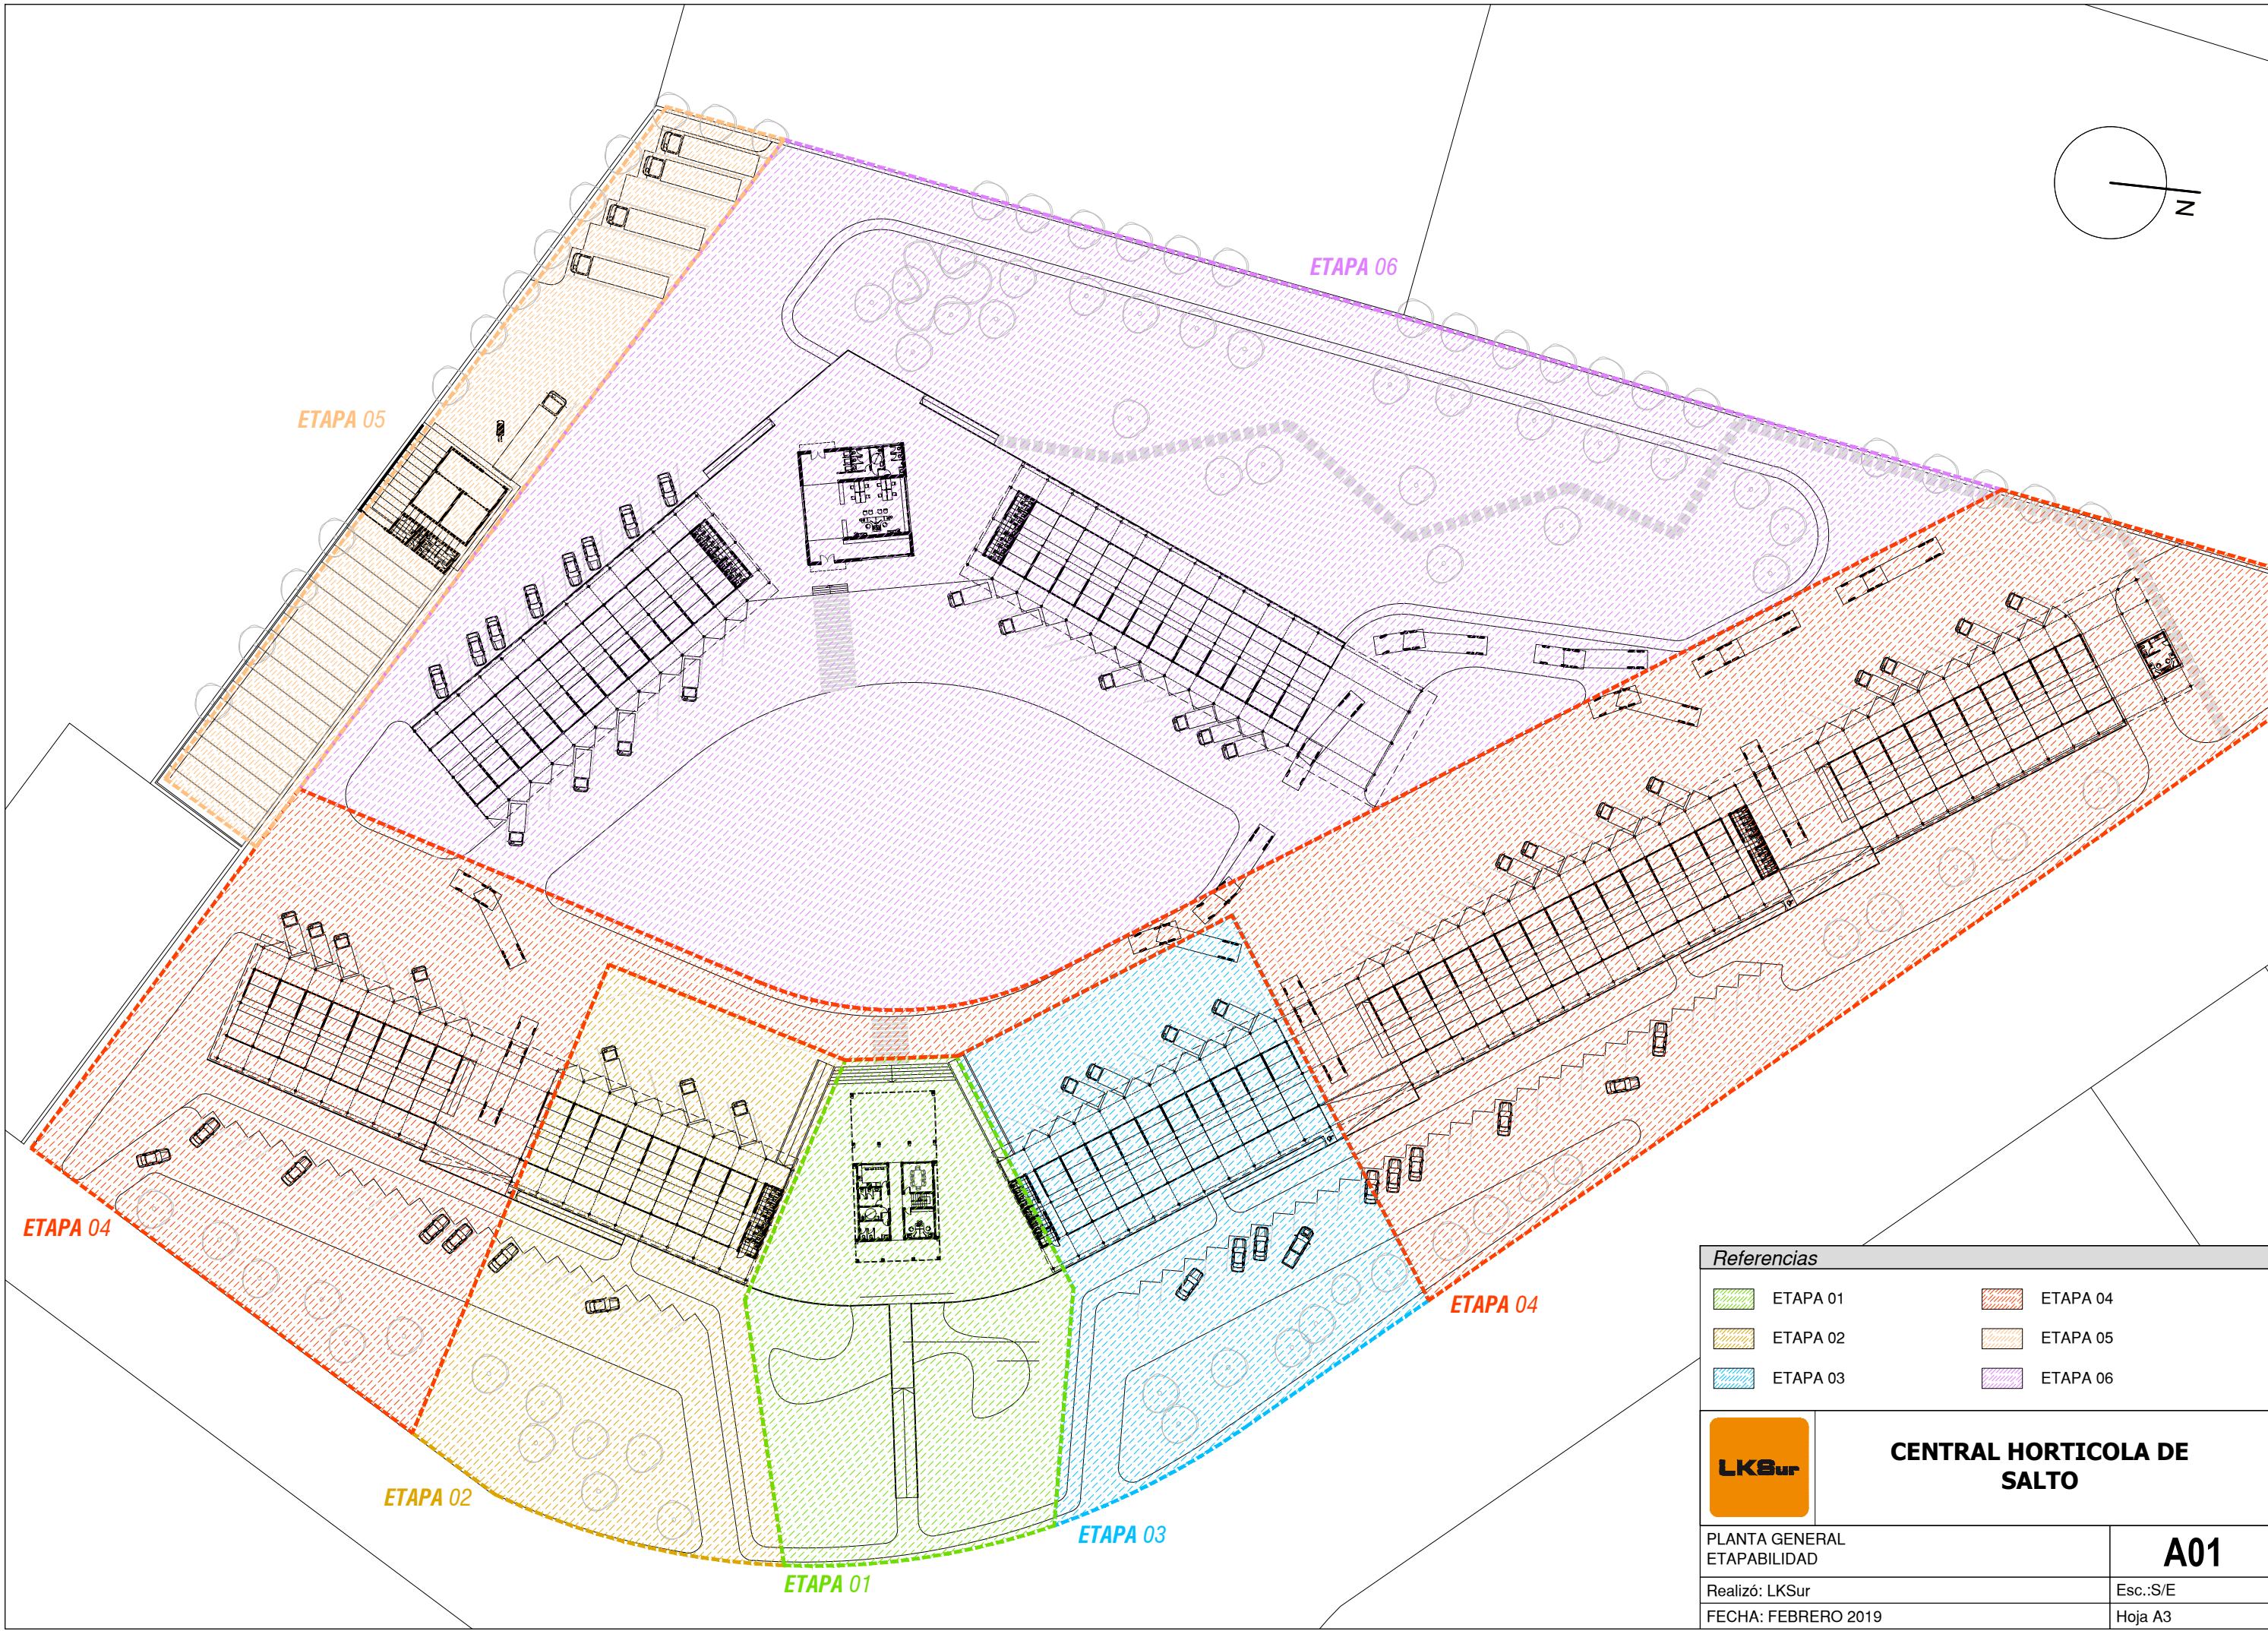 N
ETAPA 06
ETAPA 05
ETAPA 04
ETAPA 04
ETAPA 02
ETAPA 03
ETAPA 01
Referencias
ETAPA 01
ETAPA 04
ETAPA 02
ETAPA 05
ETAPA 03
ETAPA 06
LKSur
CENTRAL HORTICOLA DE
SALTO
PLANTA GENERAL
ETAPABILIDAD
A01
Realizó: LKSur
Esc.:S/E
FECHA: FEBRERO 2019
Hoja A3